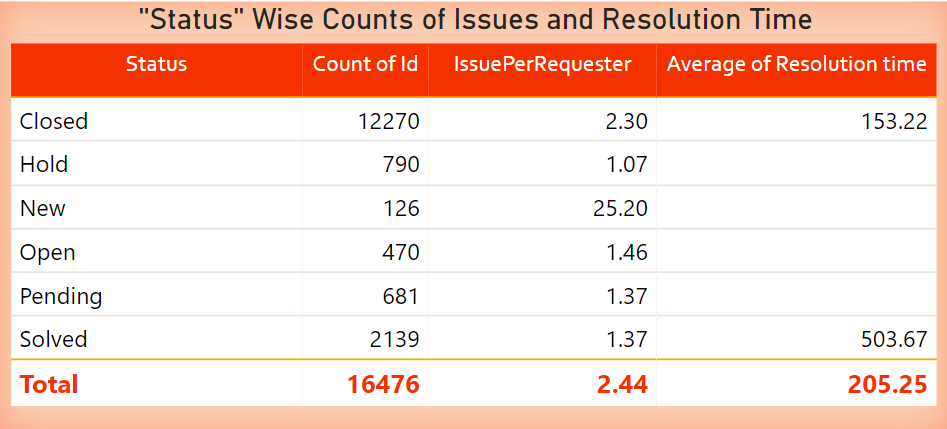 "Status" Wise Counts of Issues and Resolution Time
Status Count of Id IssuePerRequester Average of Resolution time
Closed 12270 2.30 153.22
Hold 790 1.07
New 126 25.20
Open 470 1.46
Pending 681 1.37
Solved 2139 1.37 503.67
Total 16476 2.44 205.25